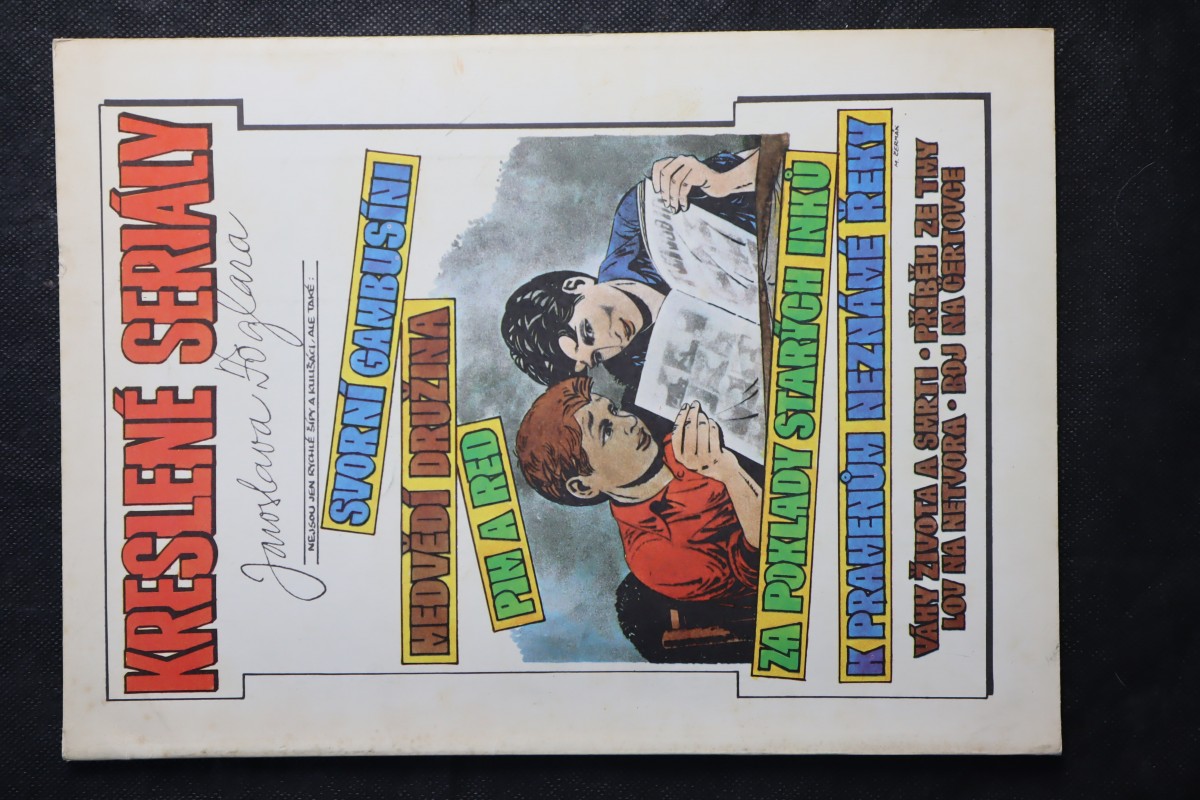 KRESLENÉ SERIÁLY
Jaroslava Foglara
NEJSOU JEN RYCHLÉ ŠÍPY A KULIŠÁCI, ALE TAKÉ:
SVORNÍ GAMBUSÍNI
MEDVĚDÍ DRUŽINA
PIM A RED
ZA POKLADY STARÝCH INKŮ
K PRAMENŮM NEZNÁMÉ ŘEKY
M. ČERMÁK
VÁHY ŽIVOTA A SMRTI • PŘÍBĚH ZE TMY
LOV NA NETVORA • BOJ NA ČERTOVCE